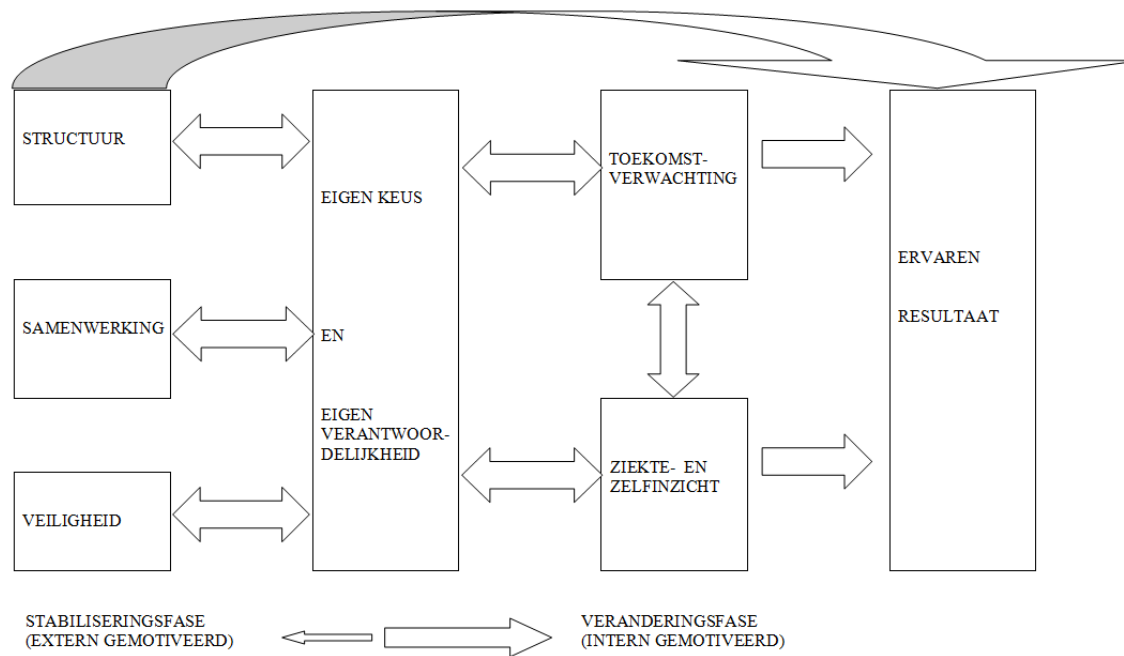 STRUCTUUR
SAMENWERKING
VEILIGHEID
EIGEN KEUS
EN
EIGEN
VERANTWOOR-
DELIJKHEID
TOEKOMST-
VERWACHTING
ZIEKTE- EN
ZELFINZICHT
ERVAREN
RESULTAAT
STABILISERINGSFASE
(EXTERN GEMOTIVEERD)
VERANDERINGSFASE
(INTERN GEMOTIVEERD)